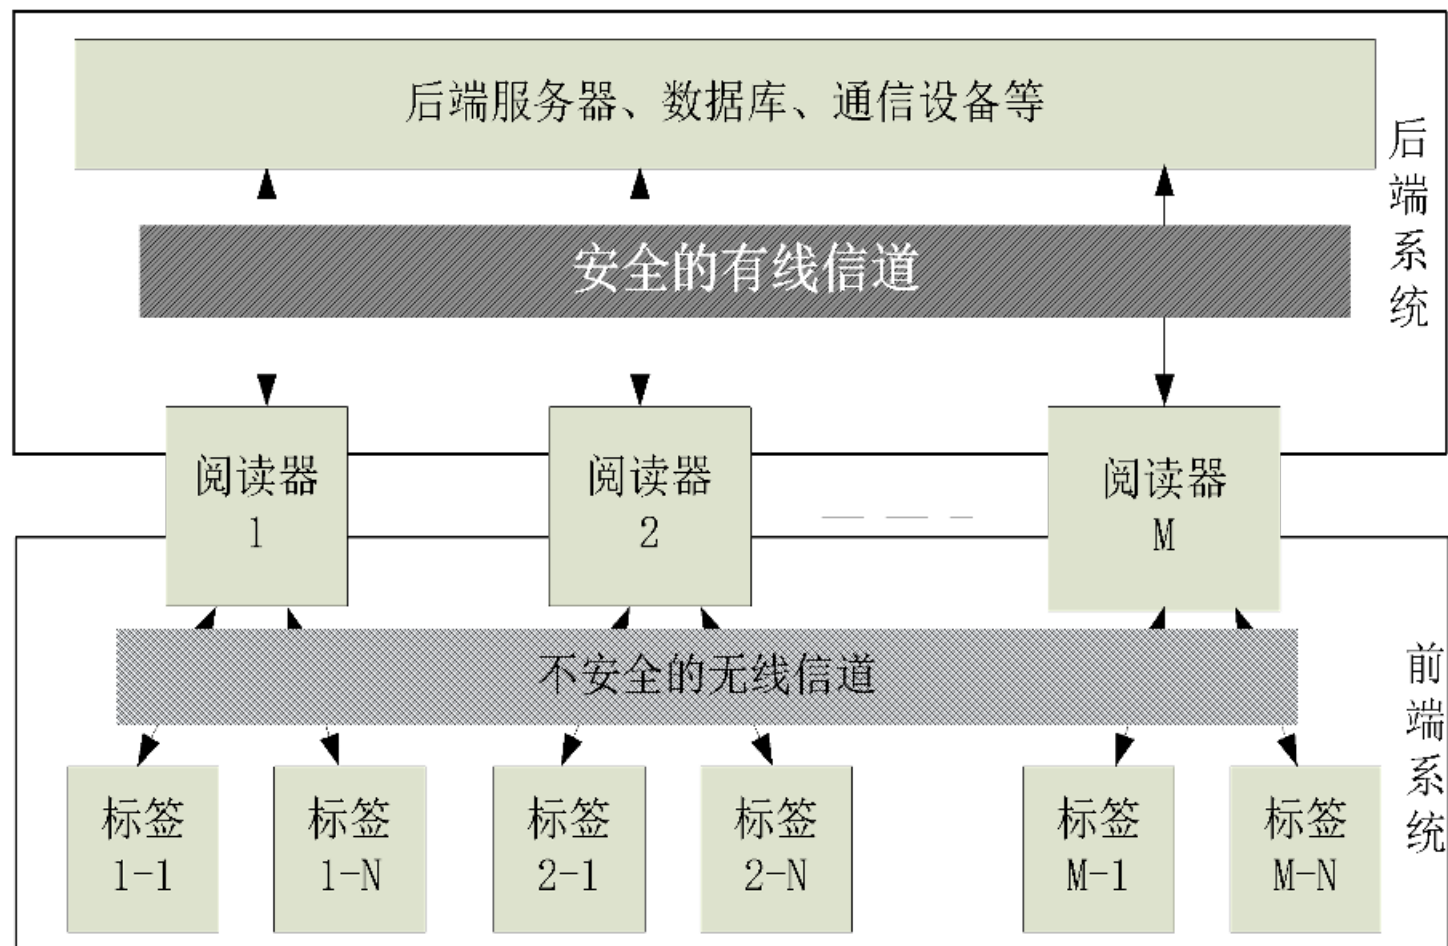 后端服务器、数据库、通信设备等
后端系统
安全的有线信道
阅读器
1
阅读器
2
阅读器
M
不安全的无线信道
前端系统
标签
1-1
标签
1-N
标签
2-1
标签
2-N
标签
M-1
标签
M-N